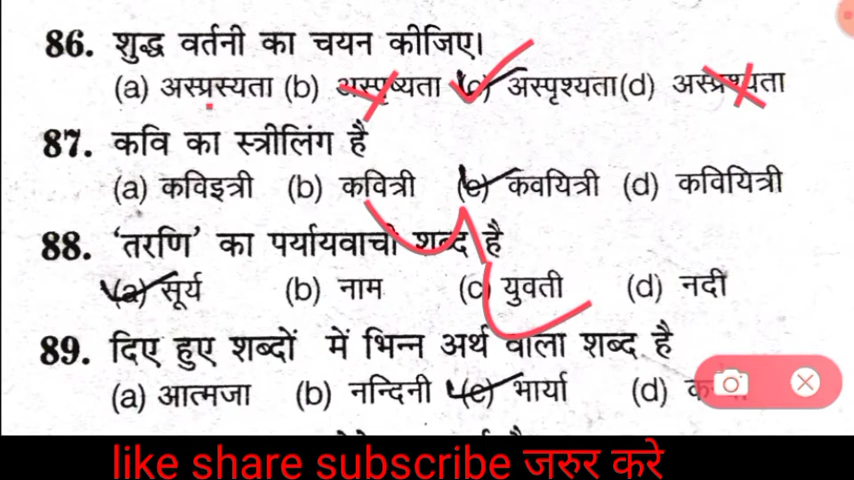 86. शुद्ध वर्तनी का चयन कीजिए।
(a) अस्प्रस्यता (b) अस्पृष्यता (c) अस्पृश्यता (d) अस्प्रश्यता
87. कवि का स्त्रीलिंग है
(a) कविइत्री (b) कवित्री (c) कवयित्री (d) कवियित्री
88. ‘तरणि’ का पर्यायवाची शब्द है
(a) सूर्य (b) नाम (c) युवती (d) नदी
89. दिए हुए शब्दों में भिन्न अर्थ वाला शब्द है
(a) आत्मजा (b) नन्दिनी (c) भार्या (d)
like share subscribe जरुर करे